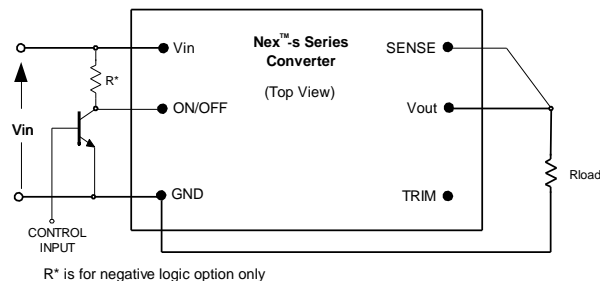 Nex™-s Series
Converter
(Top View)
Vin
SENSE
R*
ON/OFF
Vout
Vin
Rload
GND
TRIM
CONTROL
INPUT
R* is for negative logic option only